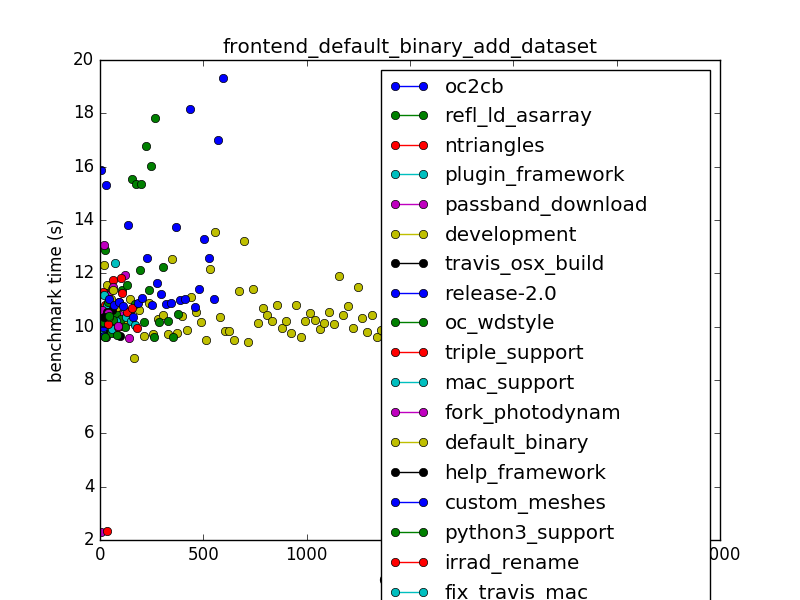 frontend_default_binary_add_dataset
benchmark time (s)
20
18
16
14
12
10
8
6
4
2
0
500
1000
000
oc2cb
refl_ld_asarray
ntriangles
plugin_framework
passband_download
development
travis_osx_build
release-2.0
oc_wdstyle
triple_support
mac_support
fork_photodynam
default_binary
help_framework
custom_meshes
python3_support
irrad_rename
fix_travis_mac